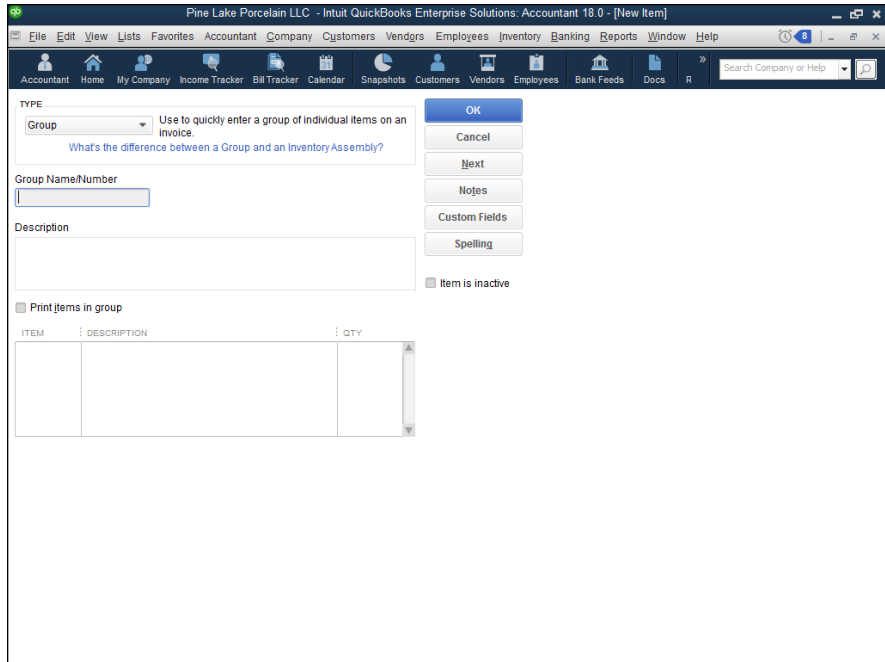 qb Pine Lake Porcelain LLC - Intuit QuickBooks Enterprise Solutions: Accountant 18.0 - [New Item]
File Edit View Lists Favorites Accountant Company Customers Vendors Employees Inventory Banking Reports Window Help 8
31
Accountant Home My Company Income Tracker Bill Tracker Calendar Snapshots Customers Vendors Employees Bank Feeds Docs R » Search Company or Help
TYPE
Group Use to quickly enter a group of individual items on an
invoice.
What's the difference between a Group and an Inventory Assembly?
OK
Cancel
Next
Notes
Custom Fields
Spelling
Item is inactive
Group Name/Number
Description
Print items in group
ITEM DESCRIPTION QTY